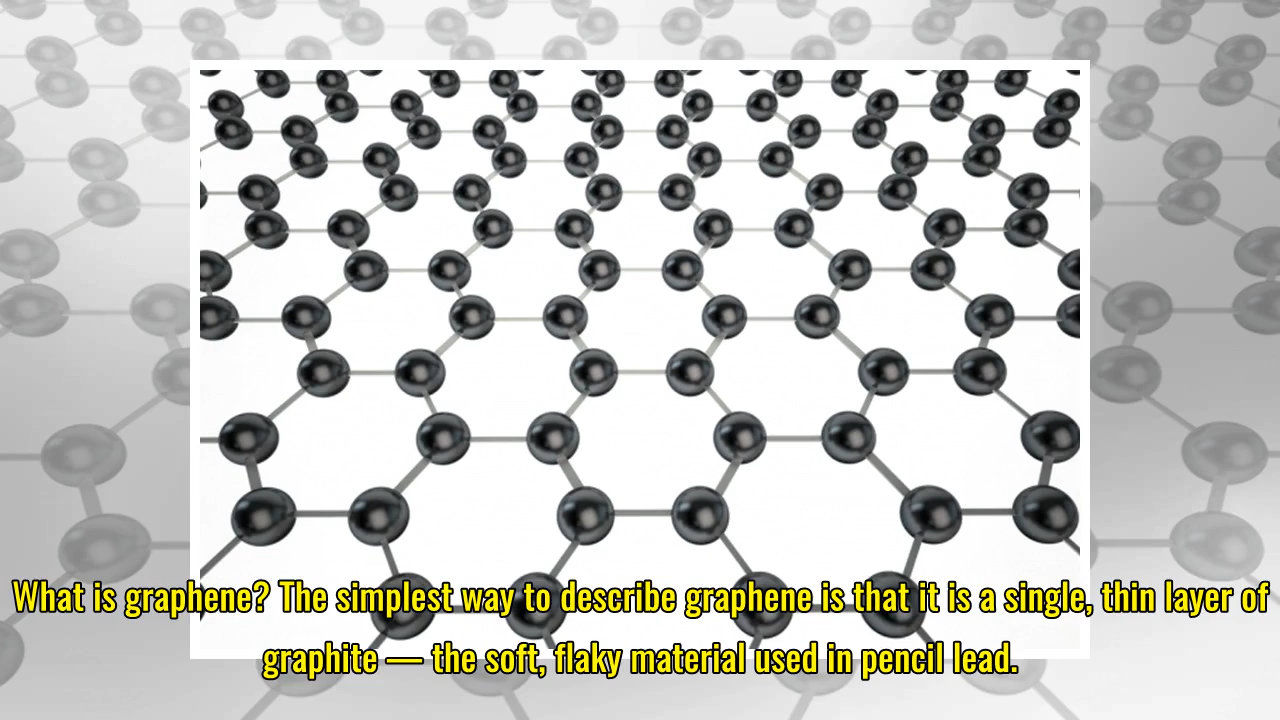 What is graphene? The simplest way to describe graphene is that it is a single, thin layer of
graphite — the soft, flaky material used in pencil lead.